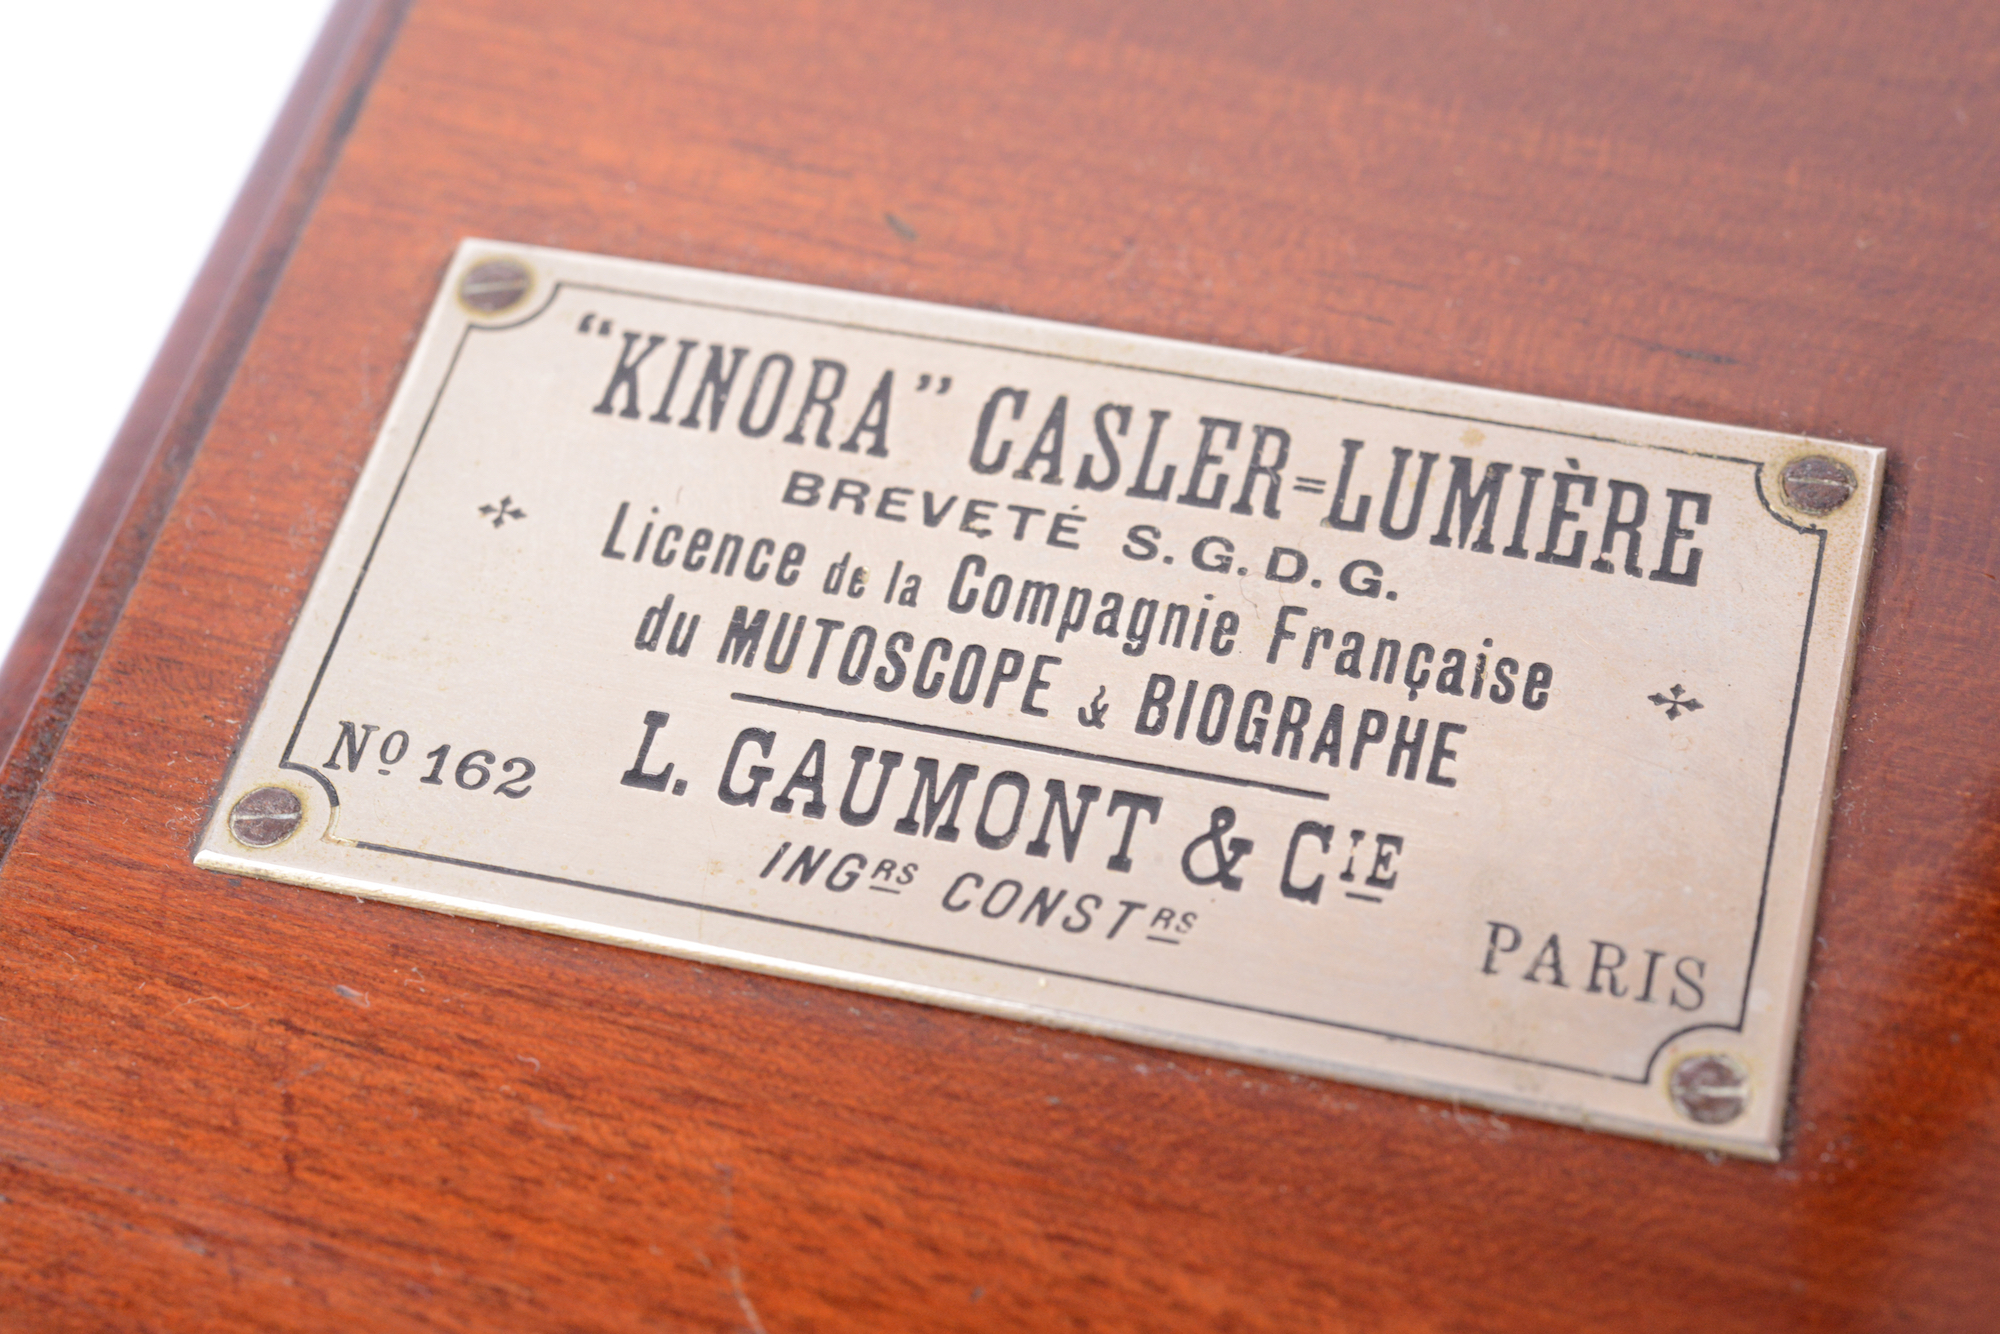 “KINORA” CASLER=LUMIÈRE
BREVETÉ S.G.D.G.
Licence de la Compagnie Française
du MUTOSCOPE & BIOGRAPHE
L. GAUMONT & CIE
INGRS CONSTRS
No 162
PARIS